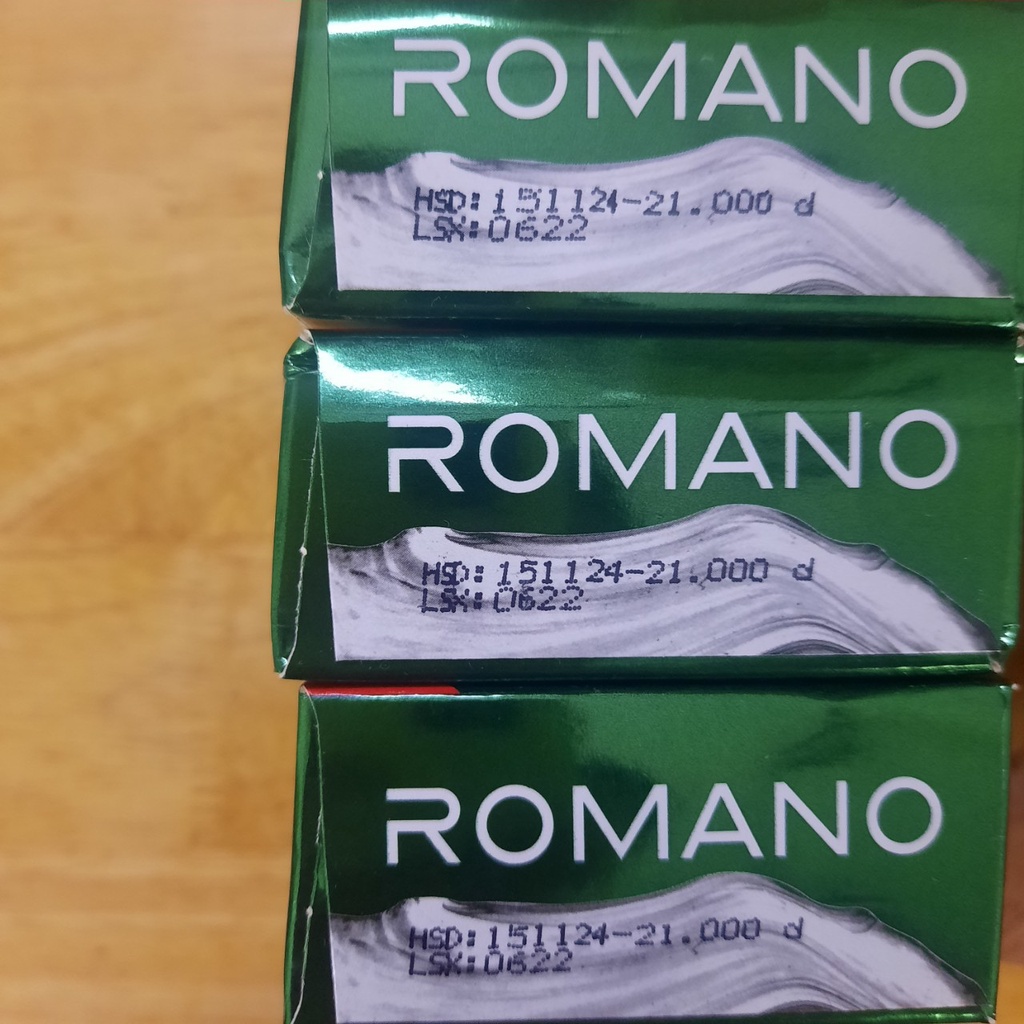 ROMANO
HSD: 151124-21.000 đ
LSX: 0622
ROMANO
HSD: 151124-21.000 đ
LSX: 0622
ROMANO
HSD: 151124-21.000 đ
LSX: 0622